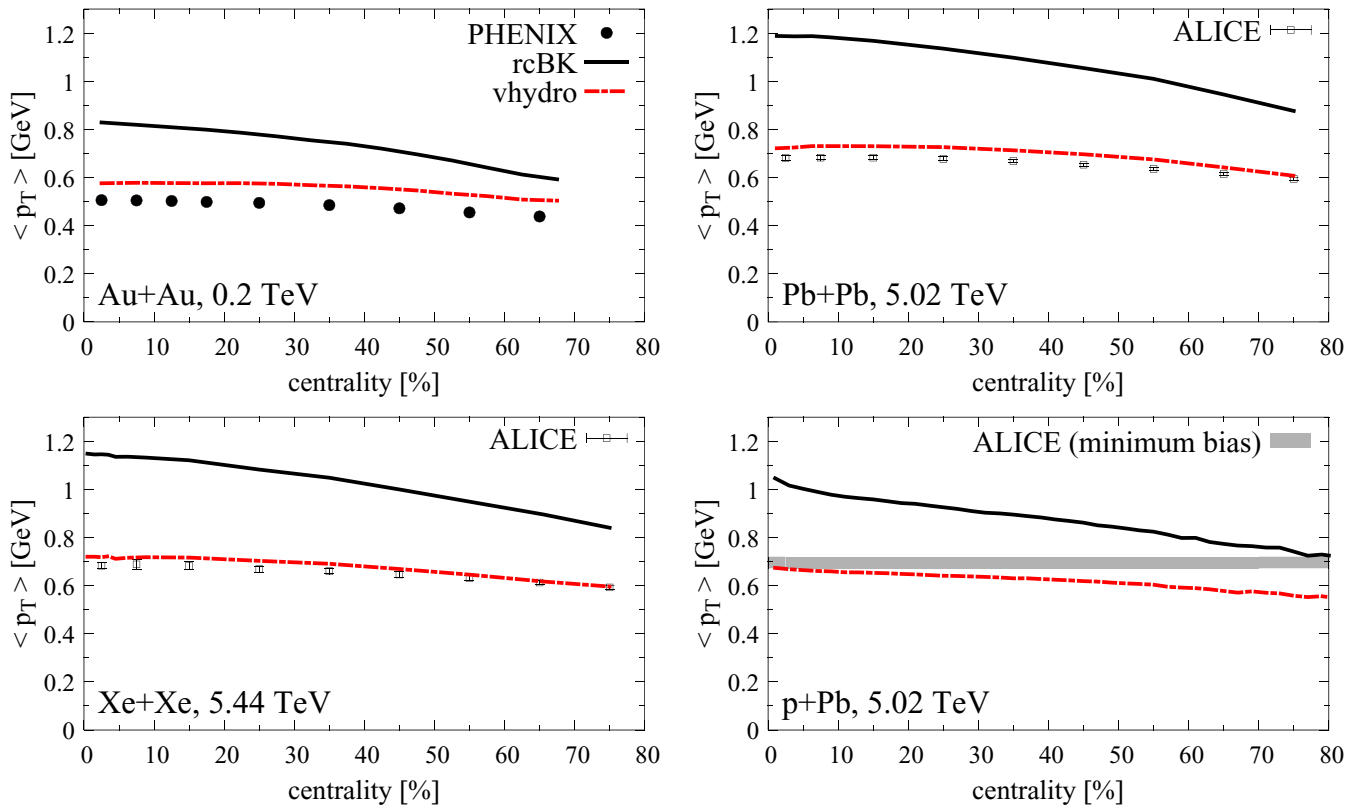 PHENIX
rcBK
vhydro
< pT > [GeV]
1.2
1
0.8
0.6
0.4
0.2
0
Au+Au, 0.2 TeV
0 10 20 30 40 50 60 70 80
centrality [%]
ALICE
< pT > [GeV]
1.2
1
0.8
0.6
0.4
0.2
0
Pb+Pb, 5.02 TeV
0 10 20 30 40 50 60 70 80
centrality [%]
ALICE
< pT > [GeV]
1.2
1
0.8
0.6
0.4
0.2
0
Xe+Xe, 5.44 TeV
0 10 20 30 40 50 60 70 80
centrality [%]
ALICE (minimum bias)
< pT > [GeV]
1.2
1
0.8
0.6
0.4
0.2
0
p+Pb, 5.02 TeV
0 10 20 30 40 50 60 70 80
centrality [%]